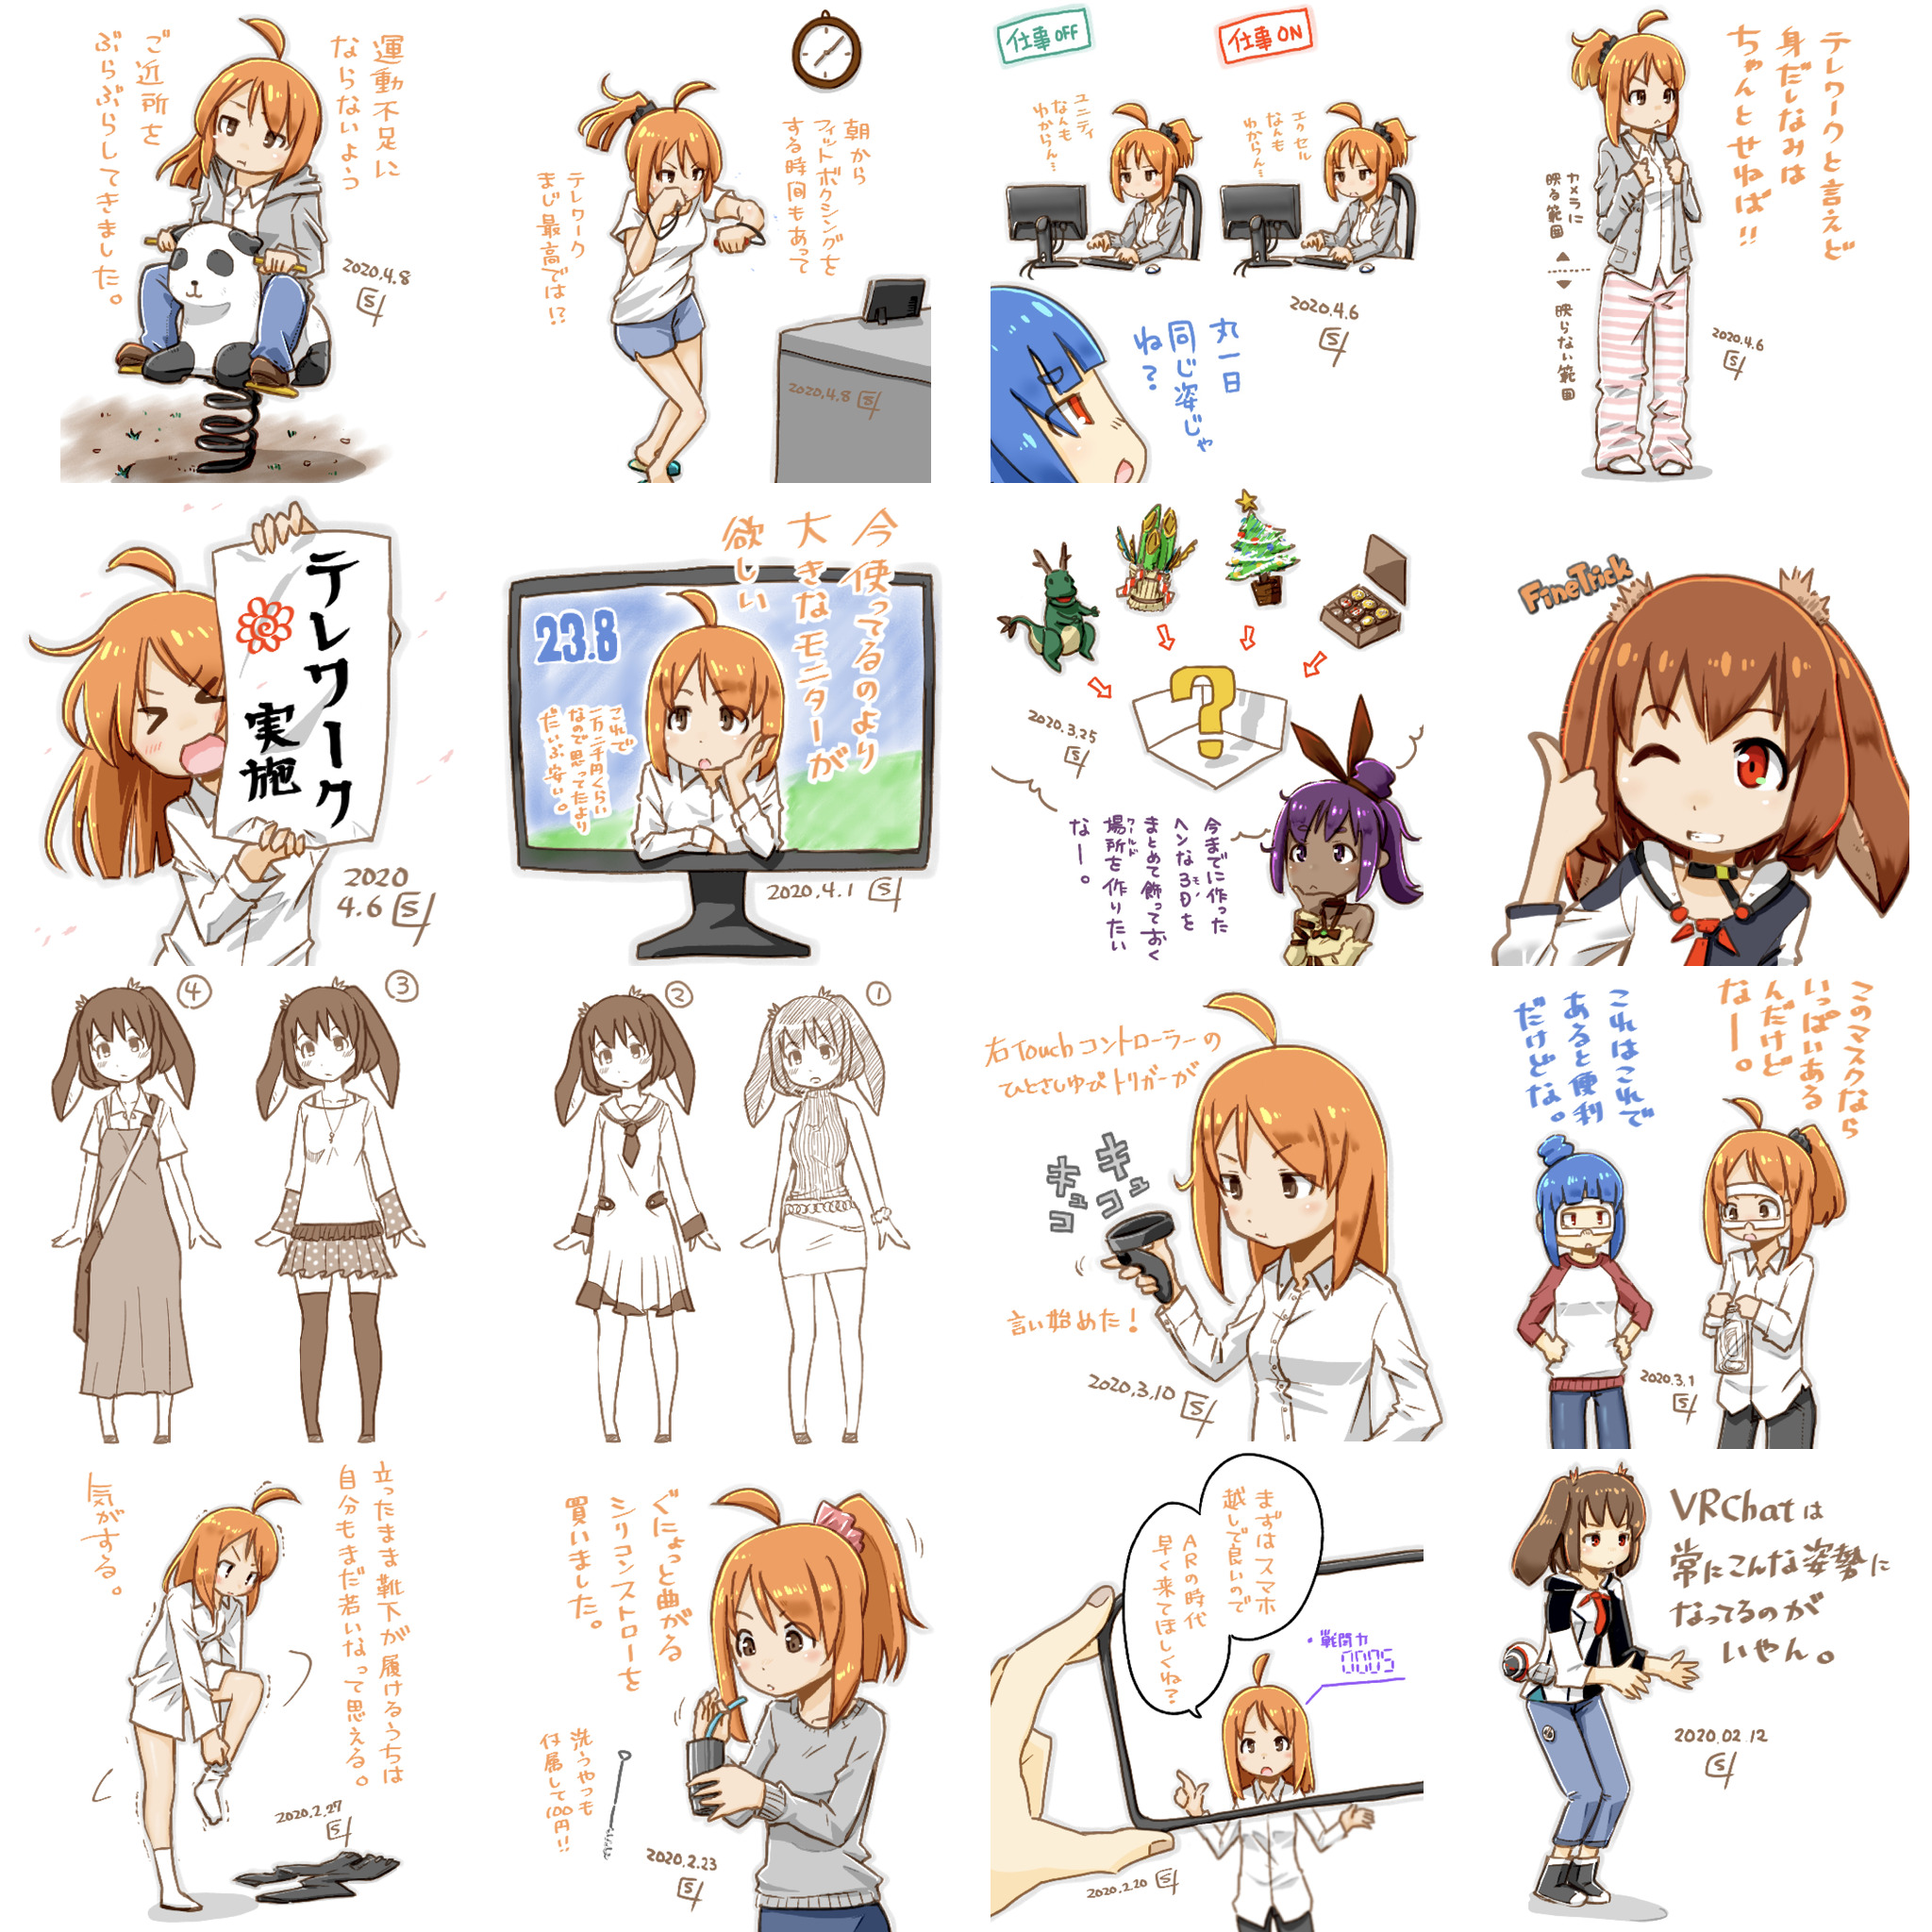 運動不足に
ならないよう
ご近所を
ぶらぶらしてきました。
2020.4.8
朝から
フィットボクシングを
する時間もあって
テレワーク
まじ最高では!?
2020.4.8
仕事OFF
仕事ON
ユニティ
なんも
わからん…
エクセル
なんも
わからん…
2020.4.6
丸一日
同じ姿じゃ
ね?
テレワークと言えど
身だしなみは
ちゃんとせねば!!
カメラに
映る範囲
映らない範囲
2020.4.6
テレワーク
実施
2020
4.6
今使ってるのより
大きなモニターが
欲しい
23.8
これで
一万二千円くらい
なので思ってたより
だいぶ安い。
2020.4.1
?
2020.3.25
今までに作った
ヘンな3Dを
モノ
まとめて飾っておく
場所を作りたい
ワールド
なー。
FineTrick
④
③
②
①
右Touchコントローラーの
ひとさしゆびトリガーが
キュコ
キュコ
言い始めた!
2020.3.10
このマスクなら
いっぱいある
んだけど
なー。
これはこれで
あると便利
だけどな。
2020.3.1
立ったまま靴下が履けるうちは
自分もまだ若いなって思える。
気がする。
2020.2.27
ぐにょっと曲がる
シリコンストローを
買いました。
洗うやつも
付属して
100円!!
2020.2.23
まずはスマホ
越しで良いので
ARの時代
早く来てほしくね?
・戦闘力
0005
2020.2.20
VRChatは
常にこんな姿勢に
なってるのが
いやん。
2020.02.12